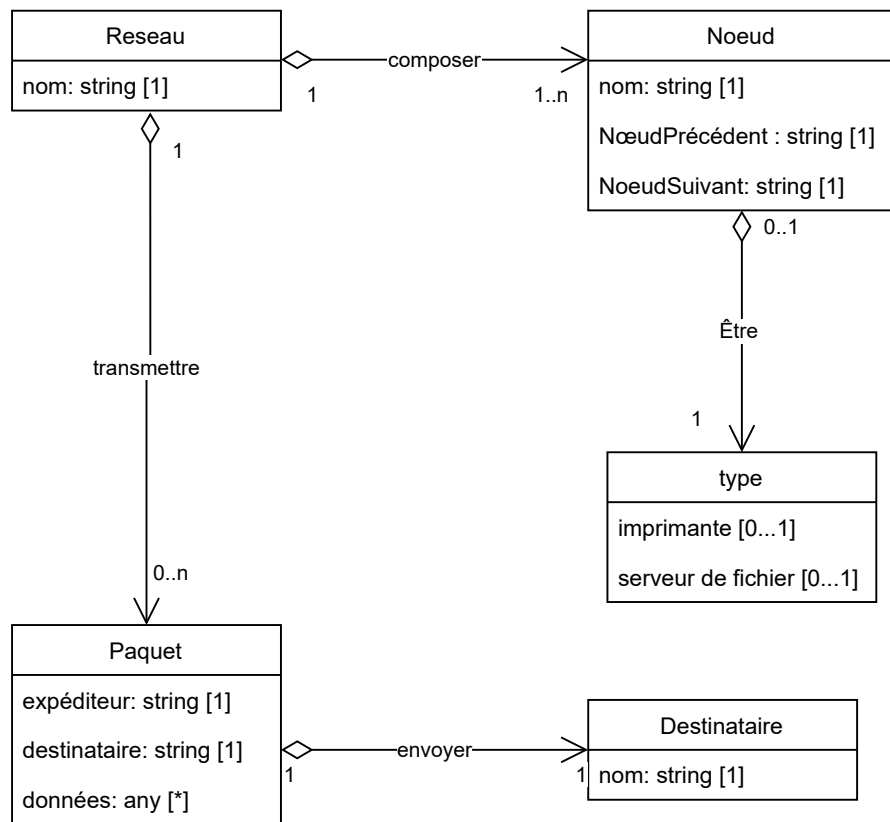 Reseau
nom: string [1]
composer
1
1..n
Noeud
nom: string [1]
NœudPrécédent : string [1]
NoeudSuivant: string [1]
1
0..1
Être
transmettre
1
type
imprimante [0...1]
serveur de fichier [0...1]
0..n
Paquet
expéditeur: string [1]
destinataire: string [1]
données: any [*]
envoyer
1
1
Destinataire
nom: string [1]